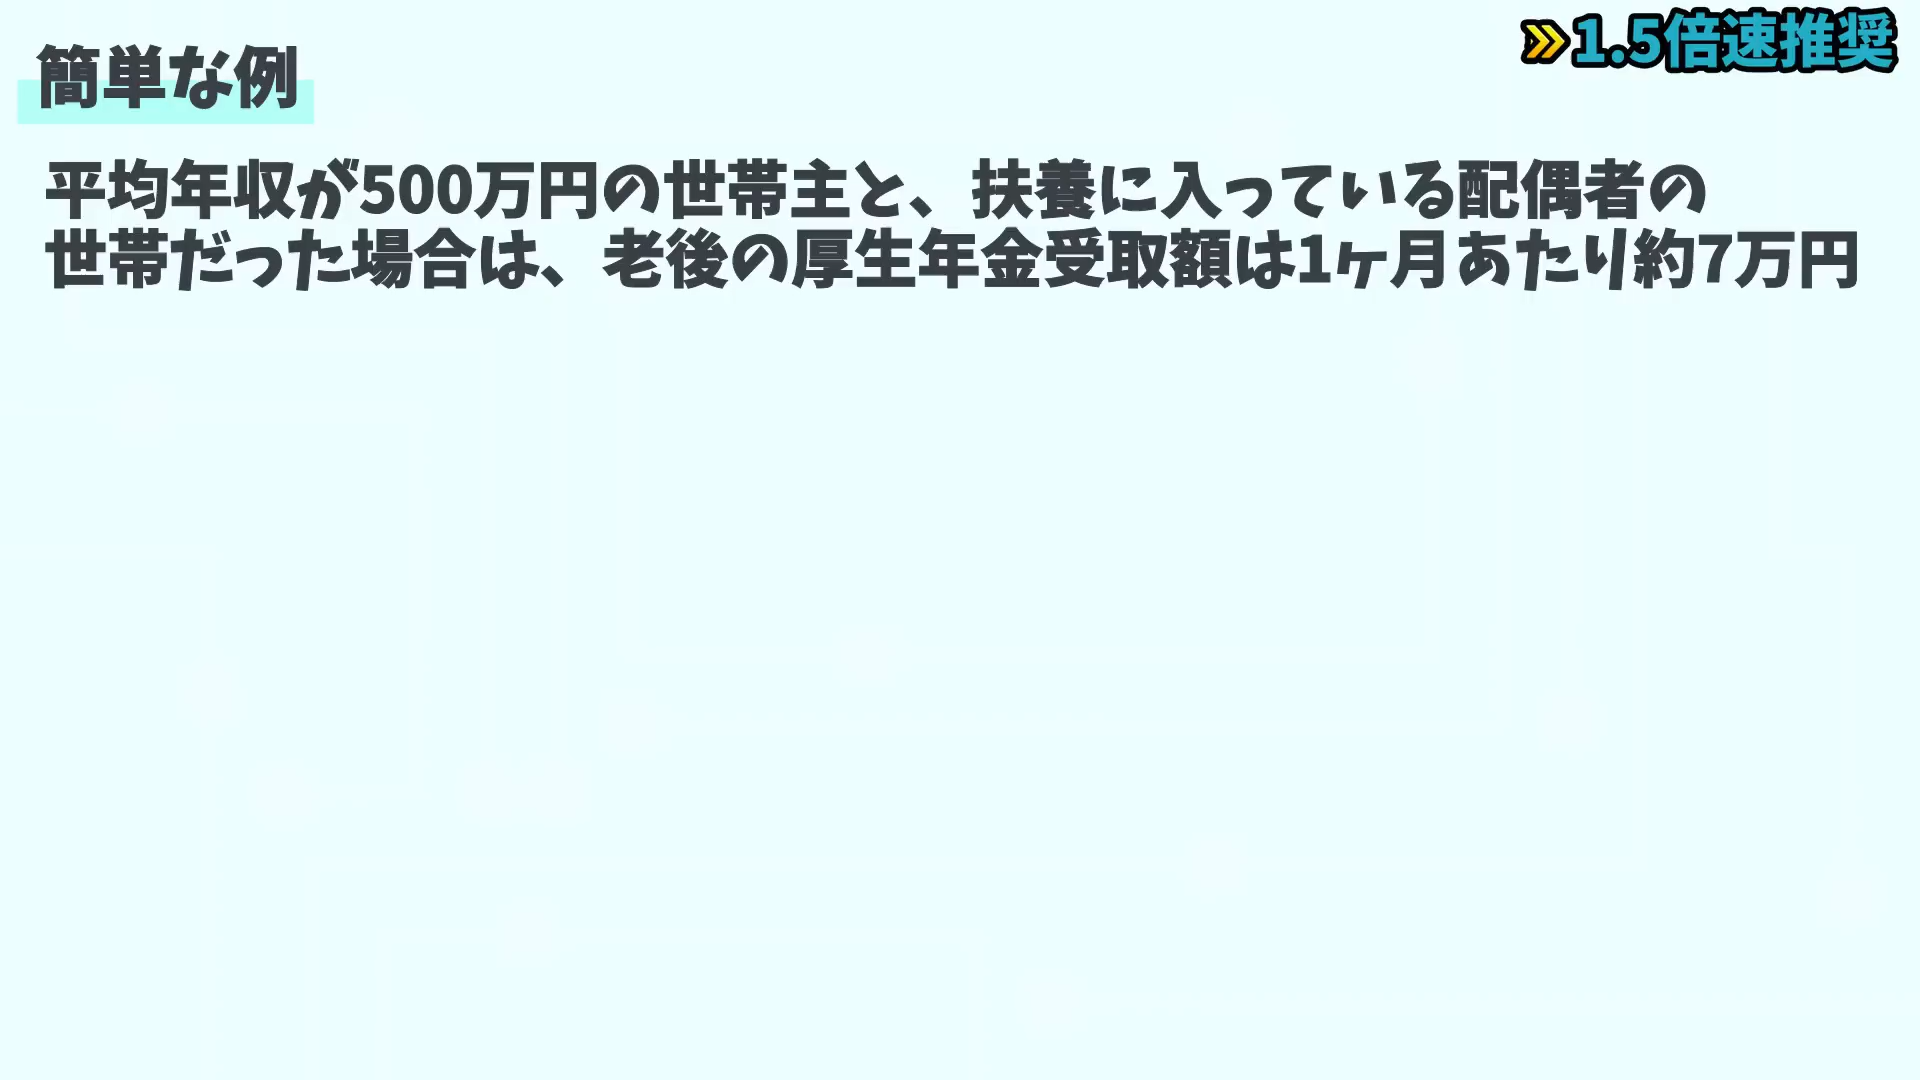 簡単な例
1.5倍速推奨
平均年収が500万円の世帯主と、扶養に入っている配偶者の
世帯だった場合は、老後の厚生年金受取額は1ヶ月あたり約7万円